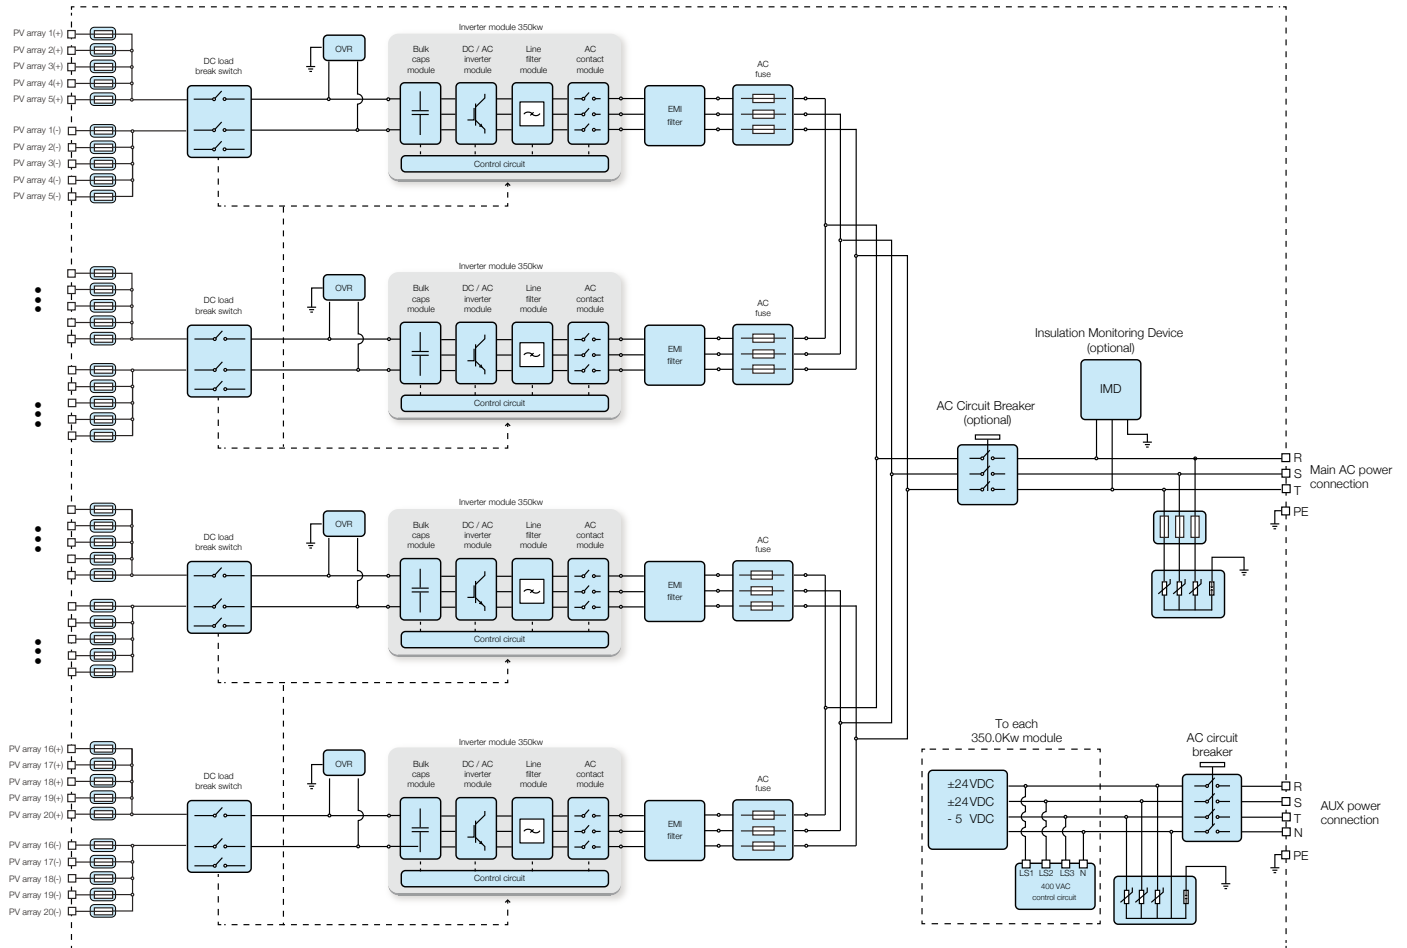 PV array 1(+)
PV array 2(+)
PV array 3(+)
PV array 4(+)
PV array 5(+)
PV array 1(-)
PV array 2(-)
PV array 3(-)
PV array 4(-)
PV array 5(-)
DC load
break switch
OVR
Inverter module 350kw
Bulk
caps
module
DC / AC
inverter
module
Line
filter
module
AC
contact
module
Control circuit
EMI
filter
AC
fuse
DC load
break switch
OVR
Inverter module 350kw
Bulk
caps
module
DC / AC
inverter
module
Line
filter
module
AC
contact
module
Control circuit
EMI
filter
AC
fuse
DC load
break switch
OVR
Inverter module 350kw
Bulk
caps
module
DC / AC
inverter
module
Line
filter
module
AC
contact
module
Control circuit
EMI
filter
AC
fuse
PV array 16(+)
PV array 17(+)
PV array 18(+)
PV array 19(+)
PV array 20(+)
PV array 16(-)
PV array 17(-)
PV array 18(-)
PV array 19(-)
PV array 20(-)
DC load
break switch
OVR
Inverter module 350kw
Bulk
caps
module
DC / AC
inverter
module
Line
filter
module
AC
contact
module
Control circuit
EMI
filter
AC
fuse
AC Circuit Breaker
(optional)
Insulation Monitoring Device
(optional)
IMD
R
S
T
PE
Main AC power
connection
To each
350.0Kw module
±24VDC
±24VDC
- 5 VDC
LS1 LS2 LS3 N
400 VAC
control circuit
AC circuit
breaker
R
S
T
N
PE
AUX power
connection